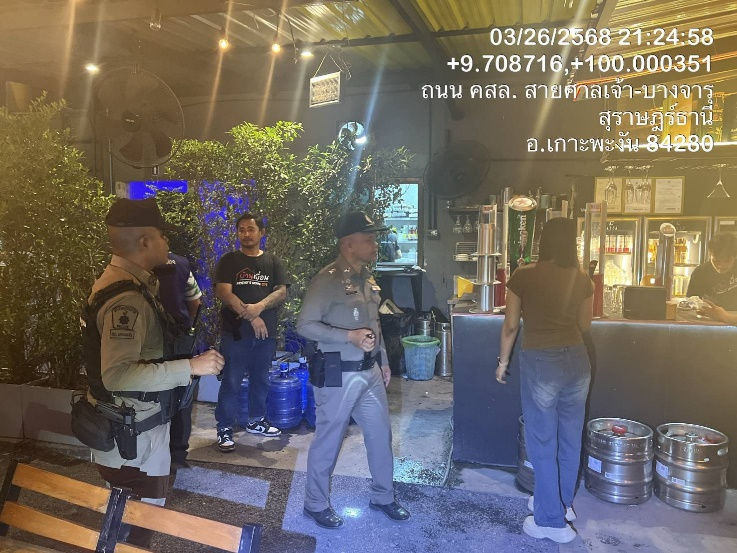 03/26/2568 21:24:58
+9.708716,+100.000351
ถนน คสล. สายศาลเจ้า-บางจารุ
สุราษฎร์ธานี
อ.เกาะพะงัน 84280
POLICE